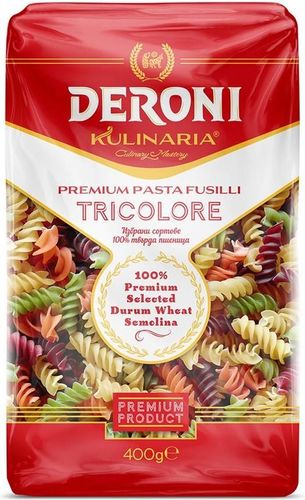 DERONI
KULINARIA®
Culinary Mastery
PREMIUM PASTA FUSILLI
TRICOLORE
Избрани сортове
100% твърда пшеница
100%
Premium
Selected
Durum Wheat
Semolina
PREMIUM
PRODUCT
400g℮